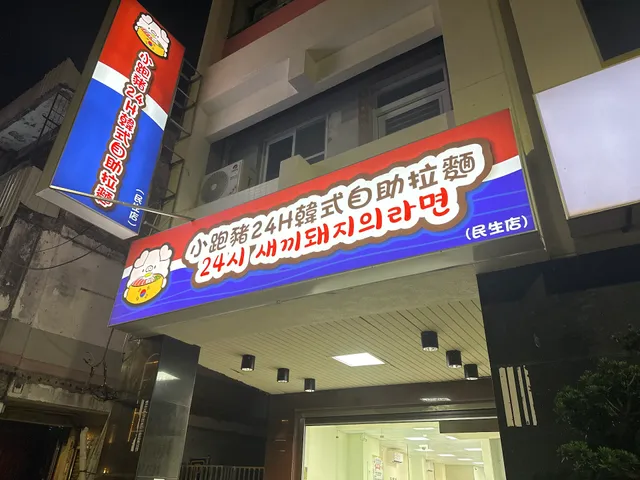 小跑豬
24H韓式自助拉麵
(民生店)
小跑豬24H韓式自助拉麵
24시 새끼돼지의라면
(民生店)